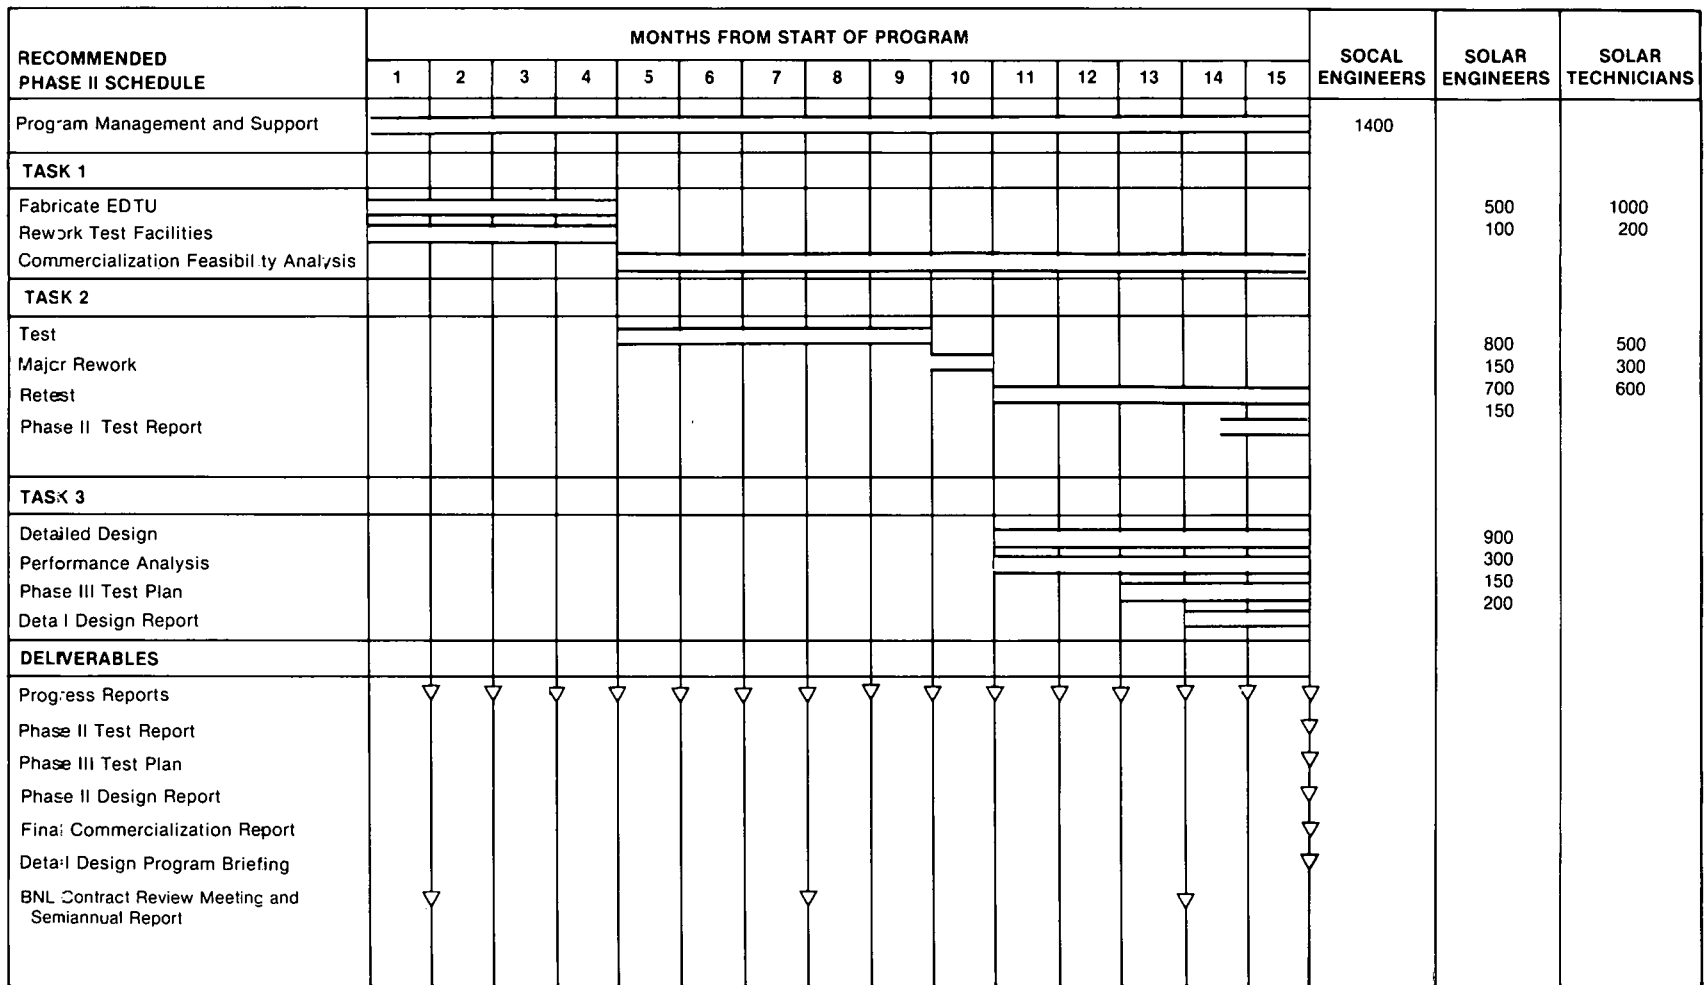 RECOMMENDED
PHASE II SCHEDULE
MONTHS FROM START OF PROGRAM
1 2 3 4 5 6 7 8 9 10 11 12 13 14 15
SOCAL
ENGINEERS
SOLAR
ENGINEERS
SOLAR
TECHNICIANS
Program Management and Support 1400
TASK 1
Fabricate EDTU 500 1000
Rework Test Facilities 100 200
Commercialization Feasibility Analysis
TASK 2
Test 800 500
Major Rework 150 300
Retest 700 600
150
Phase II Test Report
TASK 3
Detailed Design 900
Performance Analysis 300
Phase III Test Plan 150
Detail Design Report 200
DELIVERABLES
Progress Reports
Phase II Test Report
Phase III Test Plan
Phase II Design Report
Final Commercialization Report
Detail Design Program Briefing
BNL Contract Review Meeting and
Semiannual Report